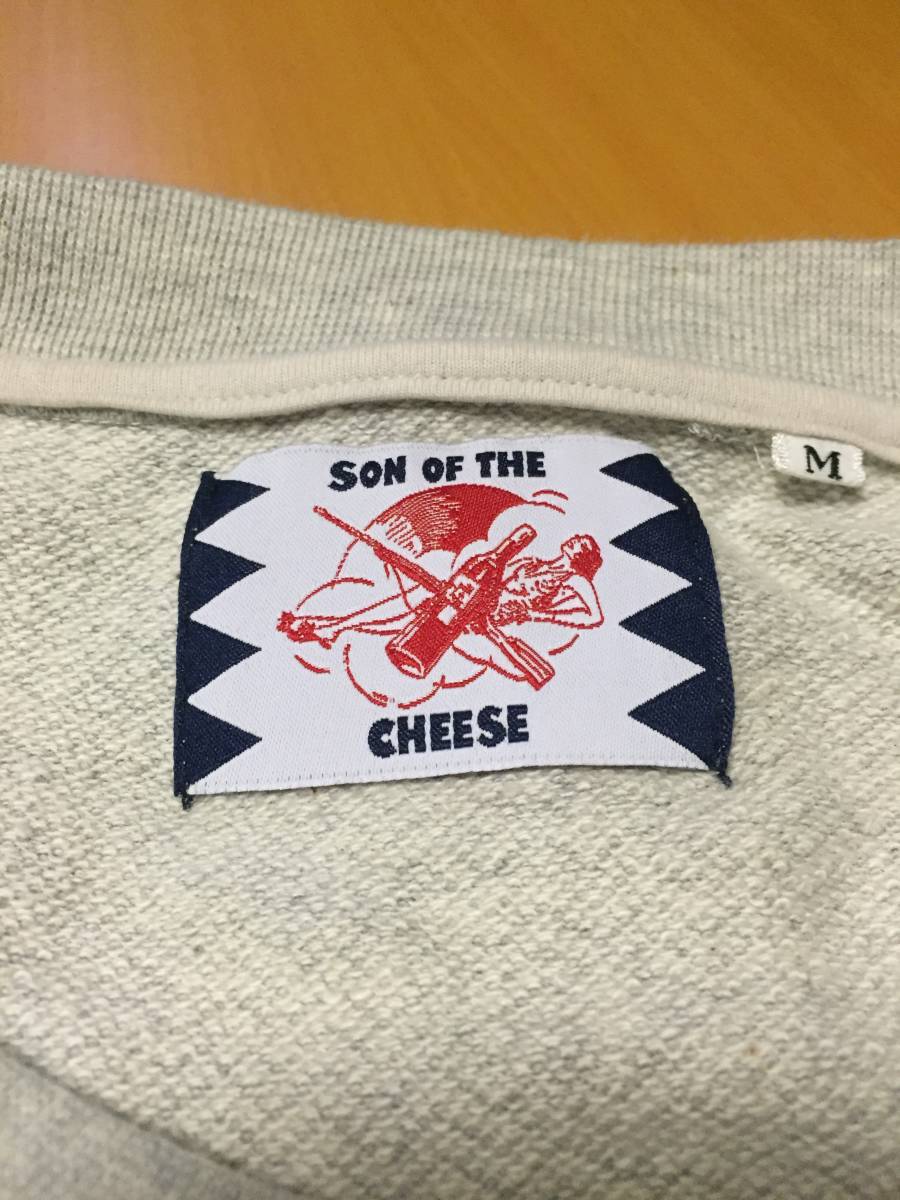 SON OF THE
CHEESE
M